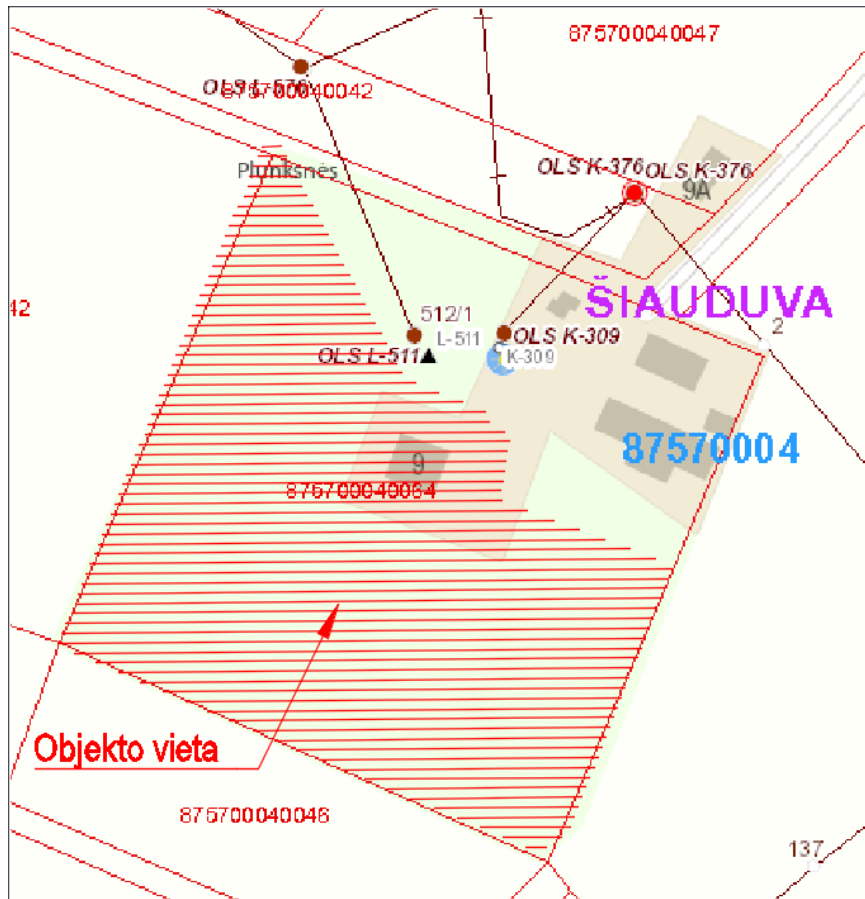 875700040047
OLS L-576
875700040042
Plunksnės
OLS K-376
OLS K-376
9A
42
ŠIAUDUVA
512/1
L-511
OLS K-309
2
OLS L-511
K-309
87570004
9
875700040064
Objekto vieta
875700040046
137